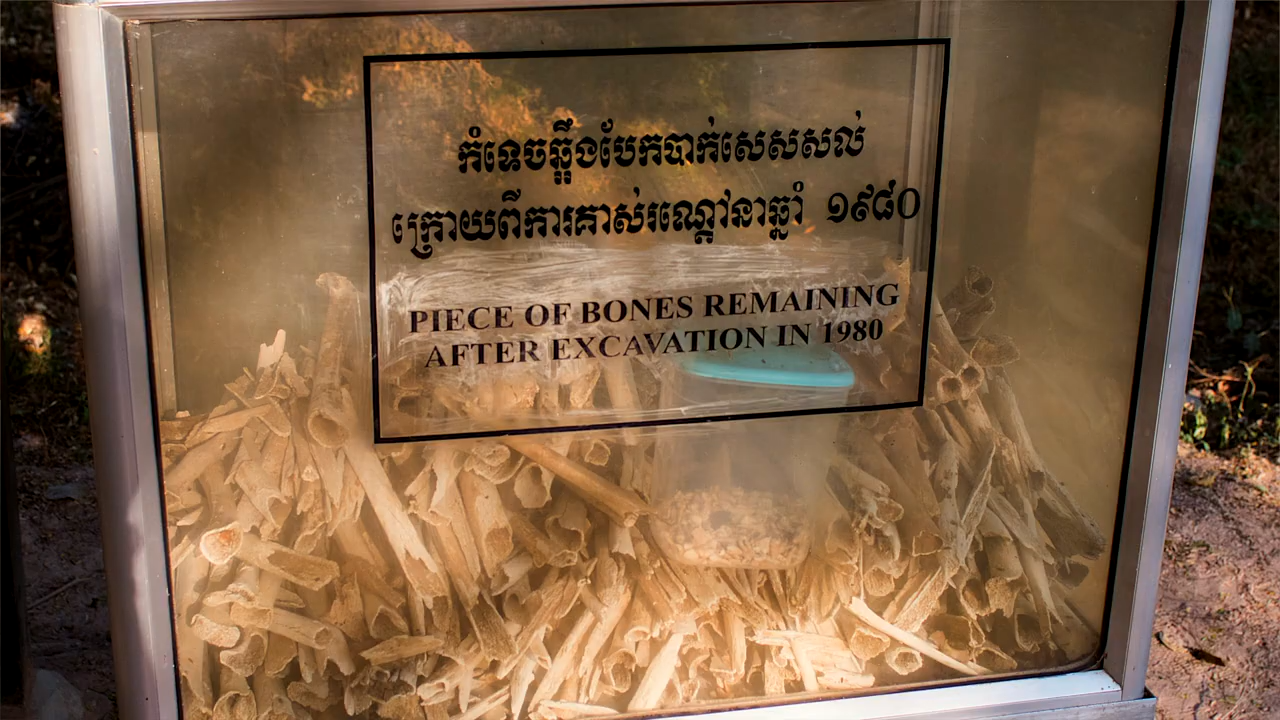 កំទេចឆ្អឹងបែកបាក់សេសសល់
ក្រោយពីការគាស់រណ្តៅនាឆ្នាំ ១៩៨០
PIECE OF BONES REMAINING
AFTER EXCAVATION IN 1980